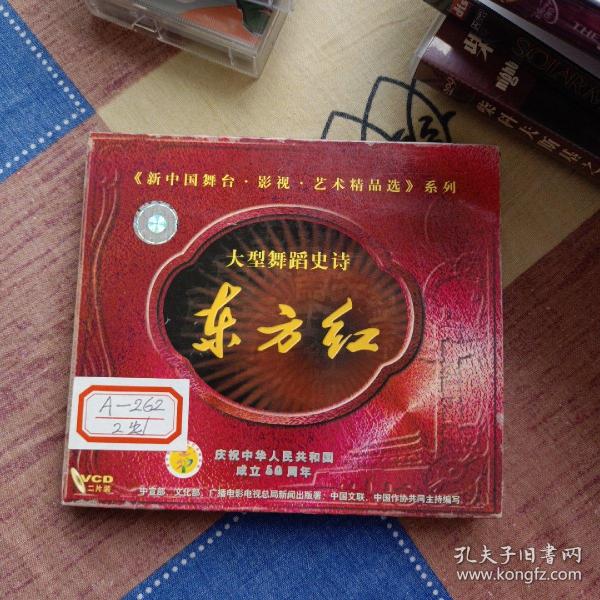 《新中国舞台·影视·艺术精品选》系列
大型舞蹈史诗
东方红
A-262
庆祝中华人民共和国
成立50周年
VCD
二片装
中宣部、文化部、广播电影电视总局新闻出版署、中国文联、中国作协共同主持编写
night
SOLAR
孔夫子旧书网
www.kongfz.com